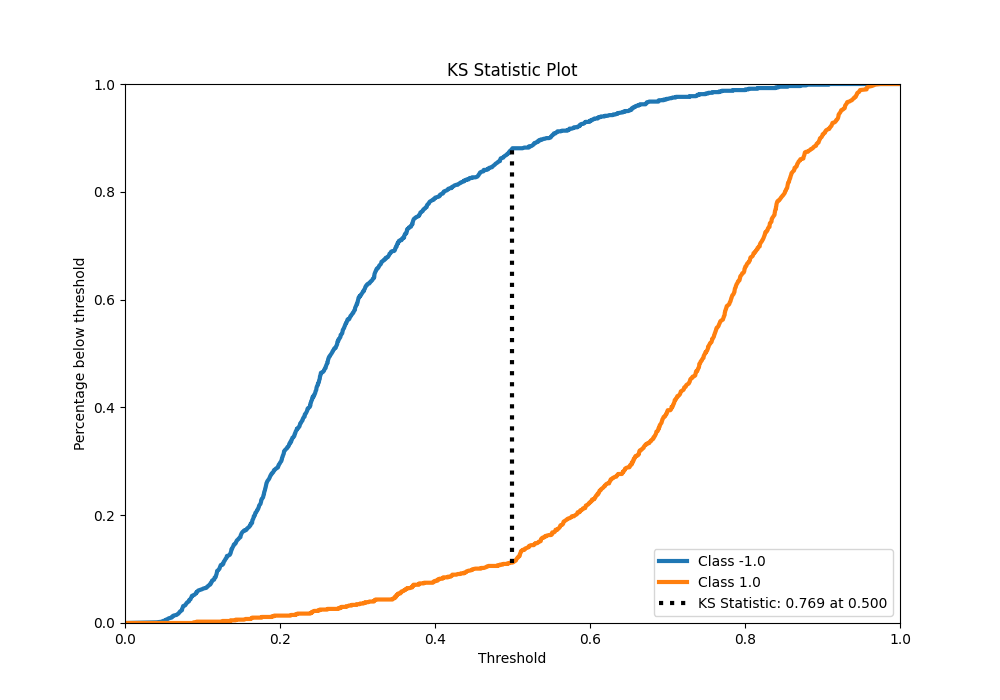 KS Statistic Plot
Percentage below threshold
1.0
0.8
0.6
0.4
0.2
0.0
0.0 0.2 0.4 0.6 0.8 1.0
Threshold
Class -1.0
Class 1.0
KS Statistic: 0.769 at 0.500